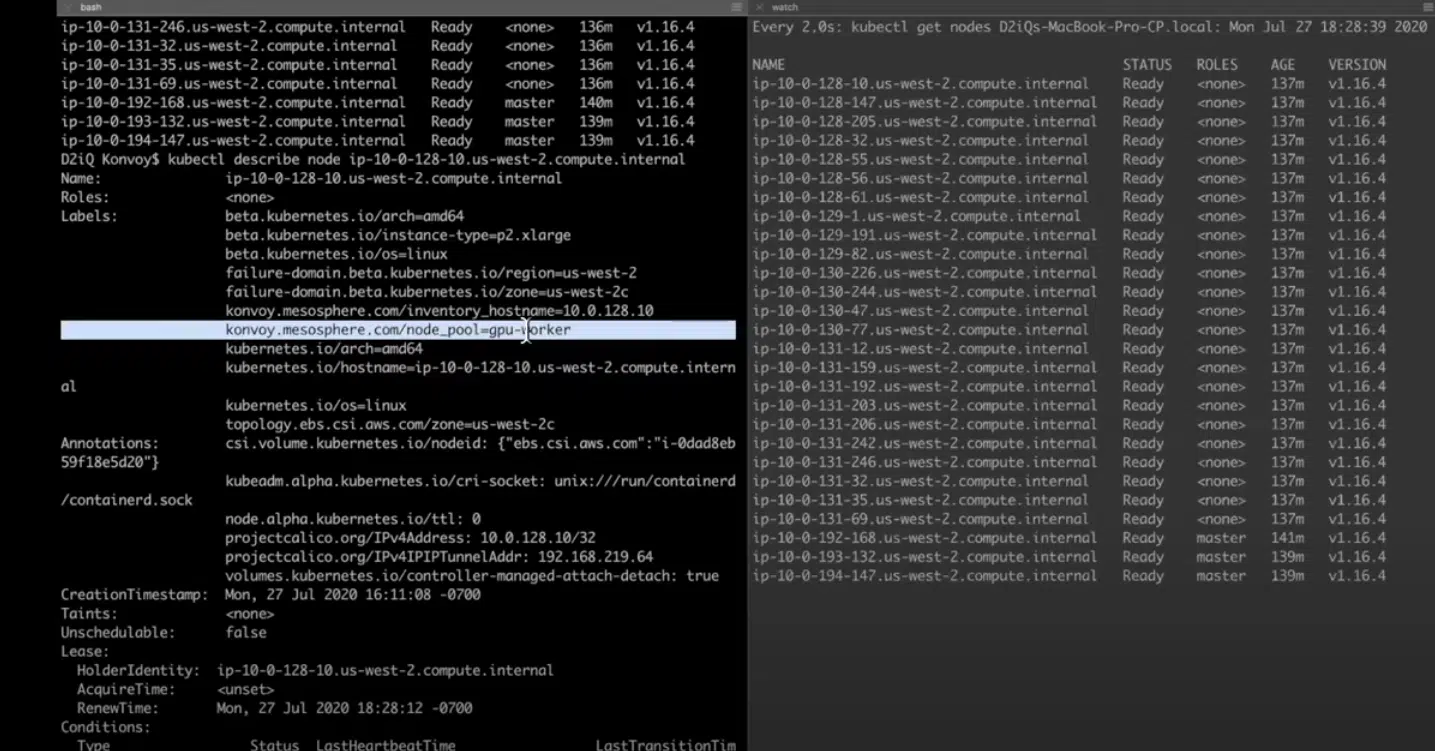 bash
ip-10-0-131-246.us-west-2.compute.internal Ready <none> 136m v1.16.4
ip-10-0-131-32.us-west-2.compute.internal Ready <none> 136m v1.16.4
ip-10-0-131-35.us-west-2.compute.internal Ready <none> 136m v1.16.4
ip-10-0-131-69.us-west-2.compute.internal Ready <none> 136m v1.16.4
ip-10-0-192-168.us-west-2.compute.internal Ready master 140m v1.16.4
ip-10-0-193-132.us-west-2.compute.internal Ready master 139m v1.16.4
ip-10-0-194-147.us-west-2.compute.internal Ready master 139m v1.16.4
D2iQ Konvoy$ kubectl describe node ip-10-0-128-10.us-west-2.compute.internal
Name: ip-10-0-128-10.us-west-2.compute.internal
Roles: <none>
Labels: beta.kubernetes.io/arch=amd64
beta.kubernetes.io/instance-type=p2.xlarge
beta.kubernetes.io/os=linux
failure-domain.beta.kubernetes.io/region=us-west-2
failure-domain.beta.kubernetes.io/zone=us-west-2c
konvoy.mesosphere.com/inventory_hostname=10.0.128.10
konvoy.mesosphere.com/node_pool=gpu-worker
kubernetes.io/arch=amd64
kubernetes.io/hostname=ip-10-0-128-10.us-west-2.compute.intern
al
kubernetes.io/os=linux
topology.ebs.csi.aws.com/zone=us-west-2c
Annotations: csi.volume.kubernetes.io/nodeid: {"ebs.csi.aws.com":"i-0dad8eb
59f18e5d20"}
kubeadm.alpha.kubernetes.io/cri-socket: unix:///run/containerd
/containerd.sock
node.alpha.kubernetes.io/ttl: 0
projectcalico.org/IPv4Address: 10.0.128.10/32
projectcalico.org/IPv4IPIPTunnelAddr: 192.168.219.64
volumes.kubernetes.io/controller-managed-attach-detach: true
CreationTimestamp: Mon, 27 Jul 2020 16:11:08 -0700
Taints: <none>
Unschedulable: false
Lease:
HolderIdentity: ip-10-0-128-10.us-west-2.compute.internal
AcquireTime: <unset>
RenewTime: Mon, 27 Jul 2020 18:28:12 -0700
Conditions:
Type Status LastHeartbeatTime LastTransitionTim
watch
Every 2.0s: kubectl get nodes D2iQs-MacBook-Pro-CP.local: Mon Jul 27 18:28:39 2020
NAME STATUS ROLES AGE VERSION
ip-10-0-128-10.us-west-2.compute.internal Ready <none> 137m v1.16.4
ip-10-0-128-147.us-west-2.compute.internal Ready <none> 137m v1.16.4
ip-10-0-128-205.us-west-2.compute.internal Ready <none> 137m v1.16.4
ip-10-0-128-32.us-west-2.compute.internal Ready <none> 137m v1.16.4
ip-10-0-128-55.us-west-2.compute.internal Ready <none> 137m v1.16.4
ip-10-0-128-56.us-west-2.compute.internal Ready <none> 137m v1.16.4
ip-10-0-128-61.us-west-2.compute.internal Ready <none> 137m v1.16.4
ip-10-0-129-1.us-west-2.compute.internal Ready <none> 137m v1.16.4
ip-10-0-129-191.us-west-2.compute.internal Ready <none> 137m v1.16.4
ip-10-0-129-82.us-west-2.compute.internal Ready <none> 137m v1.16.4
ip-10-0-130-226.us-west-2.compute.internal Ready <none> 137m v1.16.4
ip-10-0-130-244.us-west-2.compute.internal Ready <none> 137m v1.16.4
ip-10-0-130-47.us-west-2.compute.internal Ready <none> 137m v1.16.4
ip-10-0-130-77.us-west-2.compute.internal Ready <none> 137m v1.16.4
ip-10-0-131-12.us-west-2.compute.internal Ready <none> 137m v1.16.4
ip-10-0-131-159.us-west-2.compute.internal Ready <none> 137m v1.16.4
ip-10-0-131-192.us-west-2.compute.internal Ready <none> 137m v1.16.4
ip-10-0-131-203.us-west-2.compute.internal Ready <none> 137m v1.16.4
ip-10-0-131-206.us-west-2.compute.internal Ready <none> 137m v1.16.4
ip-10-0-131-242.us-west-2.compute.internal Ready <none> 137m v1.16.4
ip-10-0-131-246.us-west-2.compute.internal Ready <none> 137m v1.16.4
ip-10-0-131-32.us-west-2.compute.internal Ready <none> 137m v1.16.4
ip-10-0-131-35.us-west-2.compute.internal Ready <none> 137m v1.16.4
ip-10-0-131-69.us-west-2.compute.internal Ready <none> 137m v1.16.4
ip-10-0-192-168.us-west-2.compute.internal Ready master 141m v1.16.4
ip-10-0-193-132.us-west-2.compute.internal Ready master 139m v1.16.4
ip-10-0-194-147.us-west-2.compute.internal Ready master 139m v1.16.4